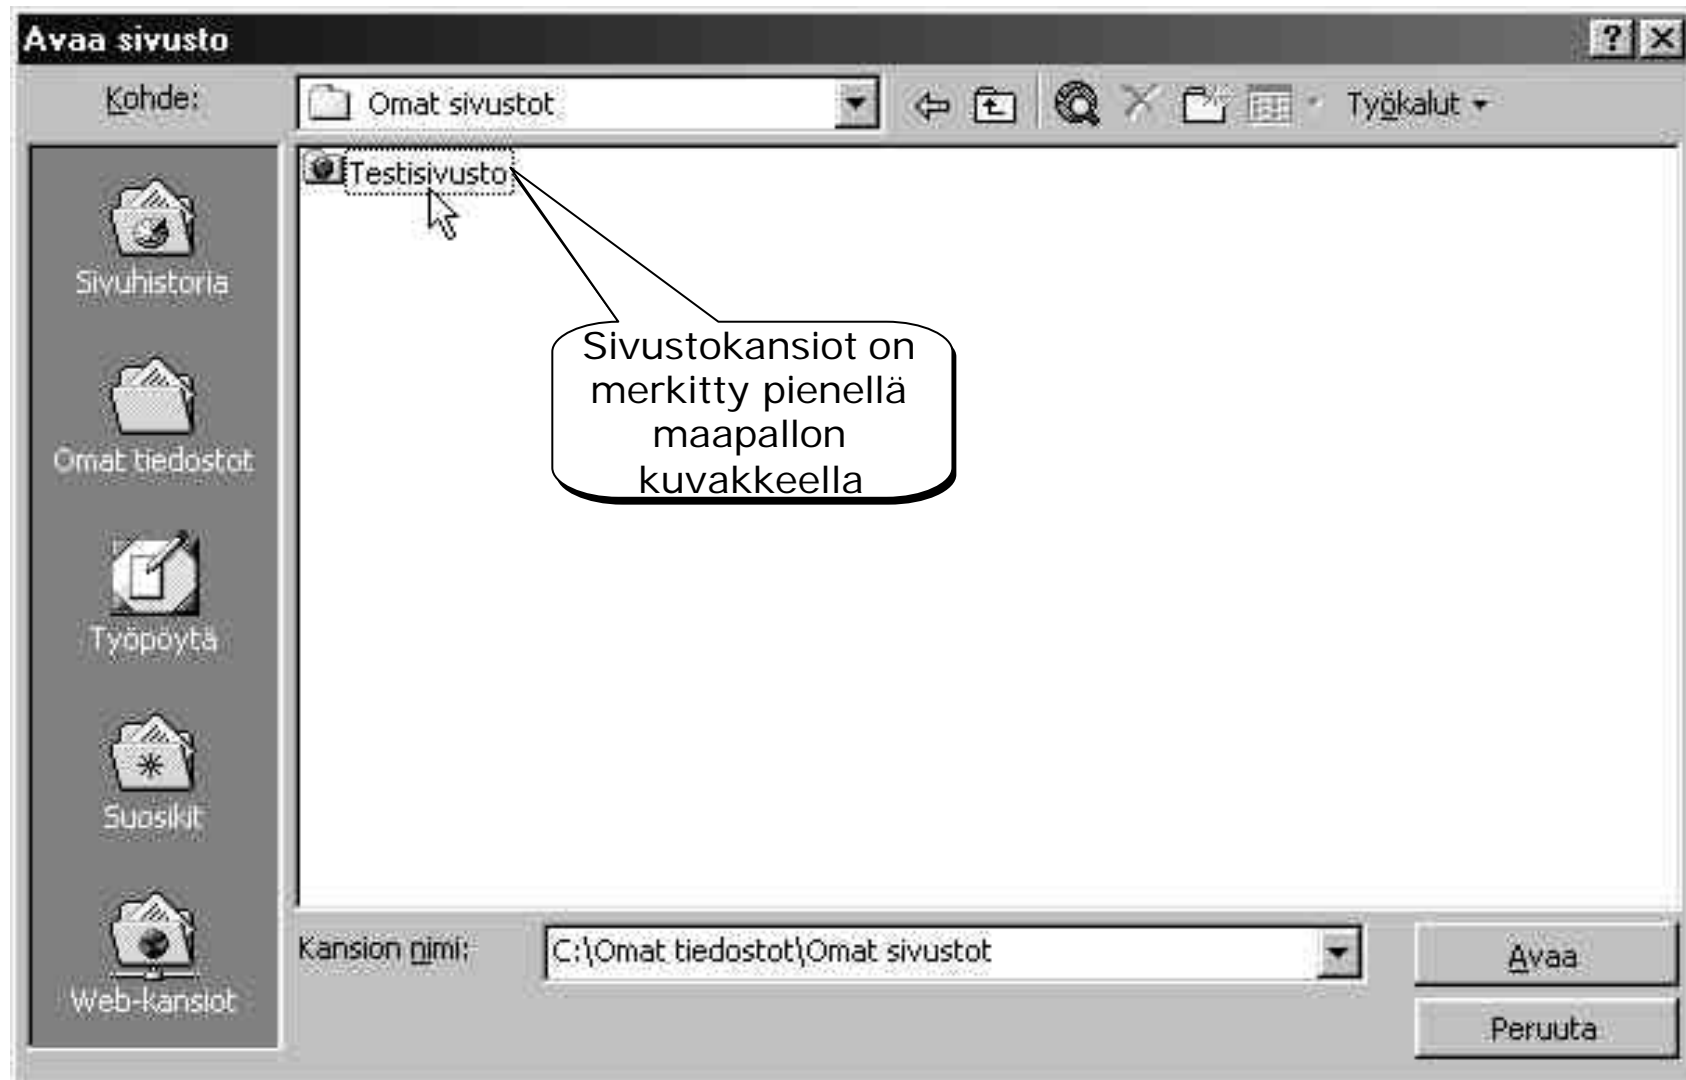 Avaa sivusto
Kohde:
Omat sivustot
Työkalut
Testisivusto
Sivuhistoria
Omat tiedostot
Työpöytä
Suosikit
Web-kansiot
Sivustokansiot on
merkitty pienellä
maapallon
kuvakkeella
Kansion nimi:
C:\Omat tiedostot\Omat sivustot
Avaa
Peruuta